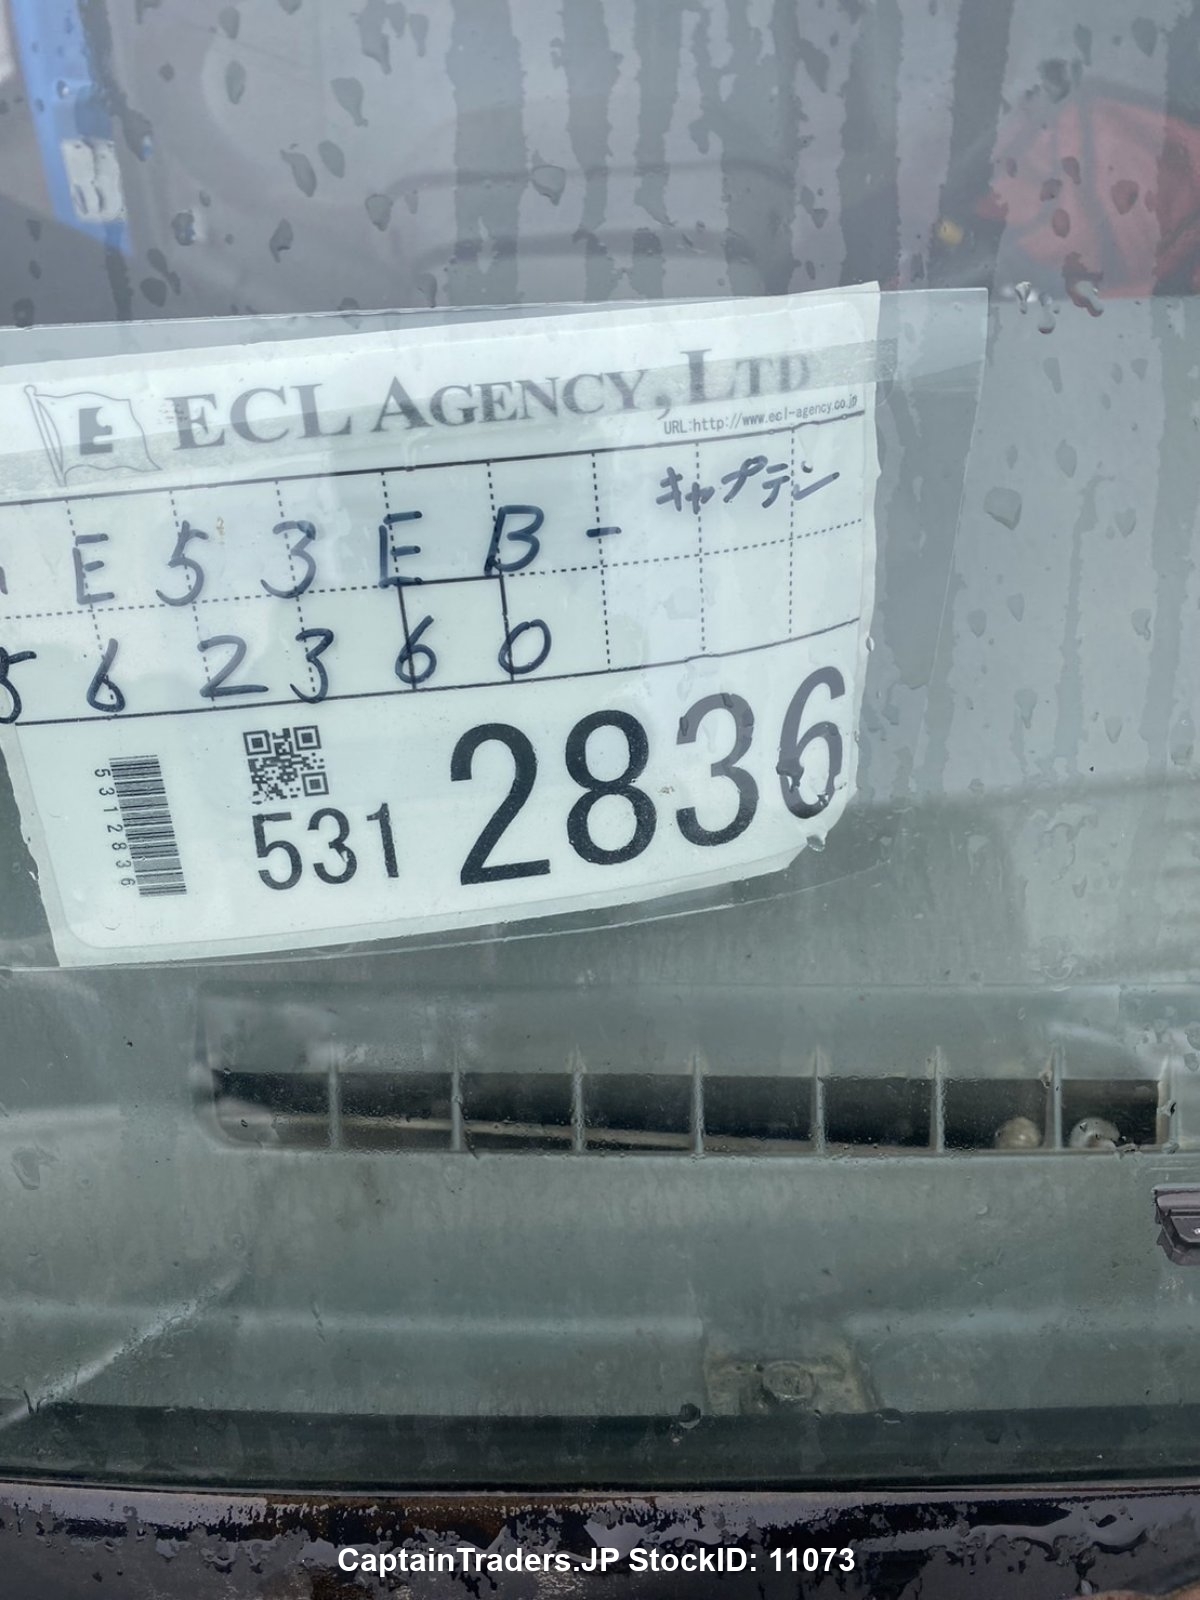 E ECL AGENCY, LTD
URL:http://www.ecl-agency.co.jp
キャプテン
E53EB-
562360
5312836
531 2836
CaptainTraders.JP StockID: 11073